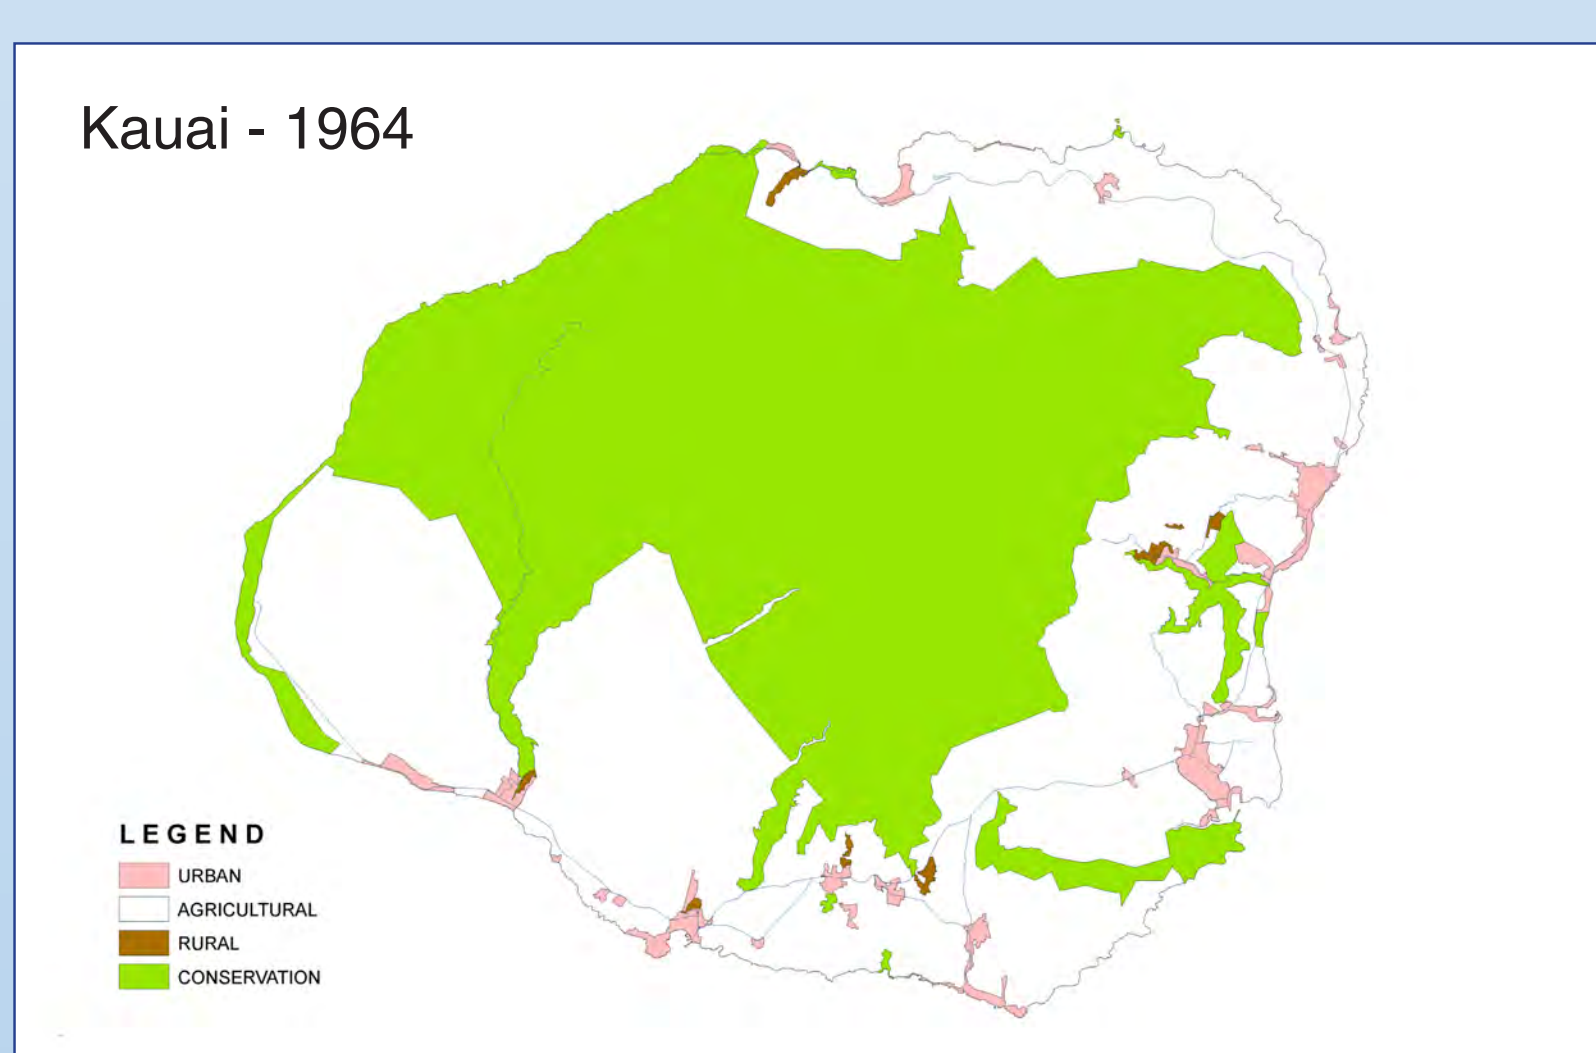 Kauai - 1964
LEGEND
URBAN
AGRICULTURAL
RURAL
CONSERVATION